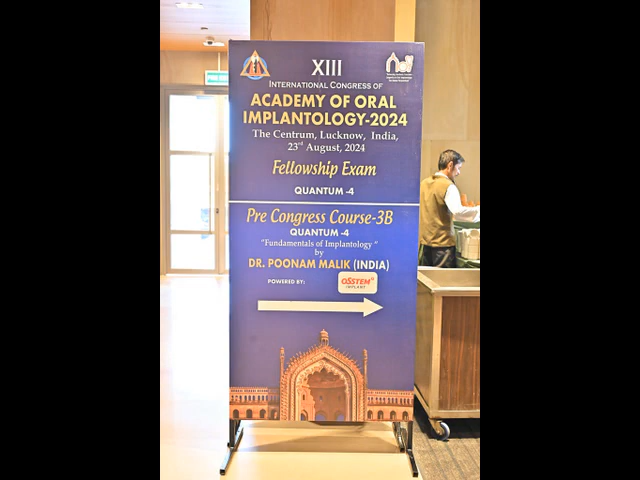 XIII
INTERNATIONAL CONGRESS OF
ACADEMY OF ORAL
IMPLANTOLOGY-2024
The Centrum, Lucknow, India,
23rd August, 2024
Fellowship Exam
QUANTUM -4
Pre Congress Course-3B
QUANTUM -4
"Fundamentals of Implantology "
by
DR. POONAM MALIK (INDIA)
POWERED BY:
OSSTEM
IMPLANT